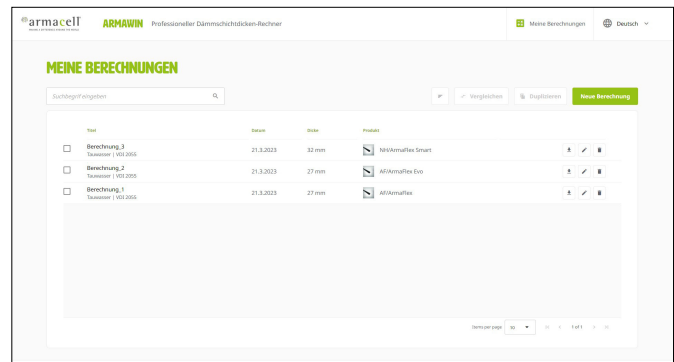 armacell
ARMAWIN Professioneller Dämmschichtdicken-Rechner
Meine Berechnungen
Deutsch
MEINE BERECHNUNGEN
Suchbegriff eingeben
Vergleichen
Duplizieren
Neue Berechnung
Titel Datum Dicke Produkt
Berechnung_3 21.3.2023 32 mm NH/ArmaFlex Smart
Tauwasser | VDI 2055
Berechnung_2 21.3.2023 27 mm AF/ArmaFlex Evo
Tauwasser | VDI 2055
Berechnung_1 21.3.2023 27 mm AF/ArmaFlex
Tauwasser | VDI 2055
Items per page 10 1 of 1